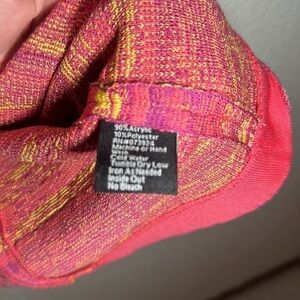 90%Acrylic
10%Polyester
RN#073924
Machine or Hand
Wash
Cold Water
Tumble Dry Low
Iron As Needed
Inside Out
No Bleach